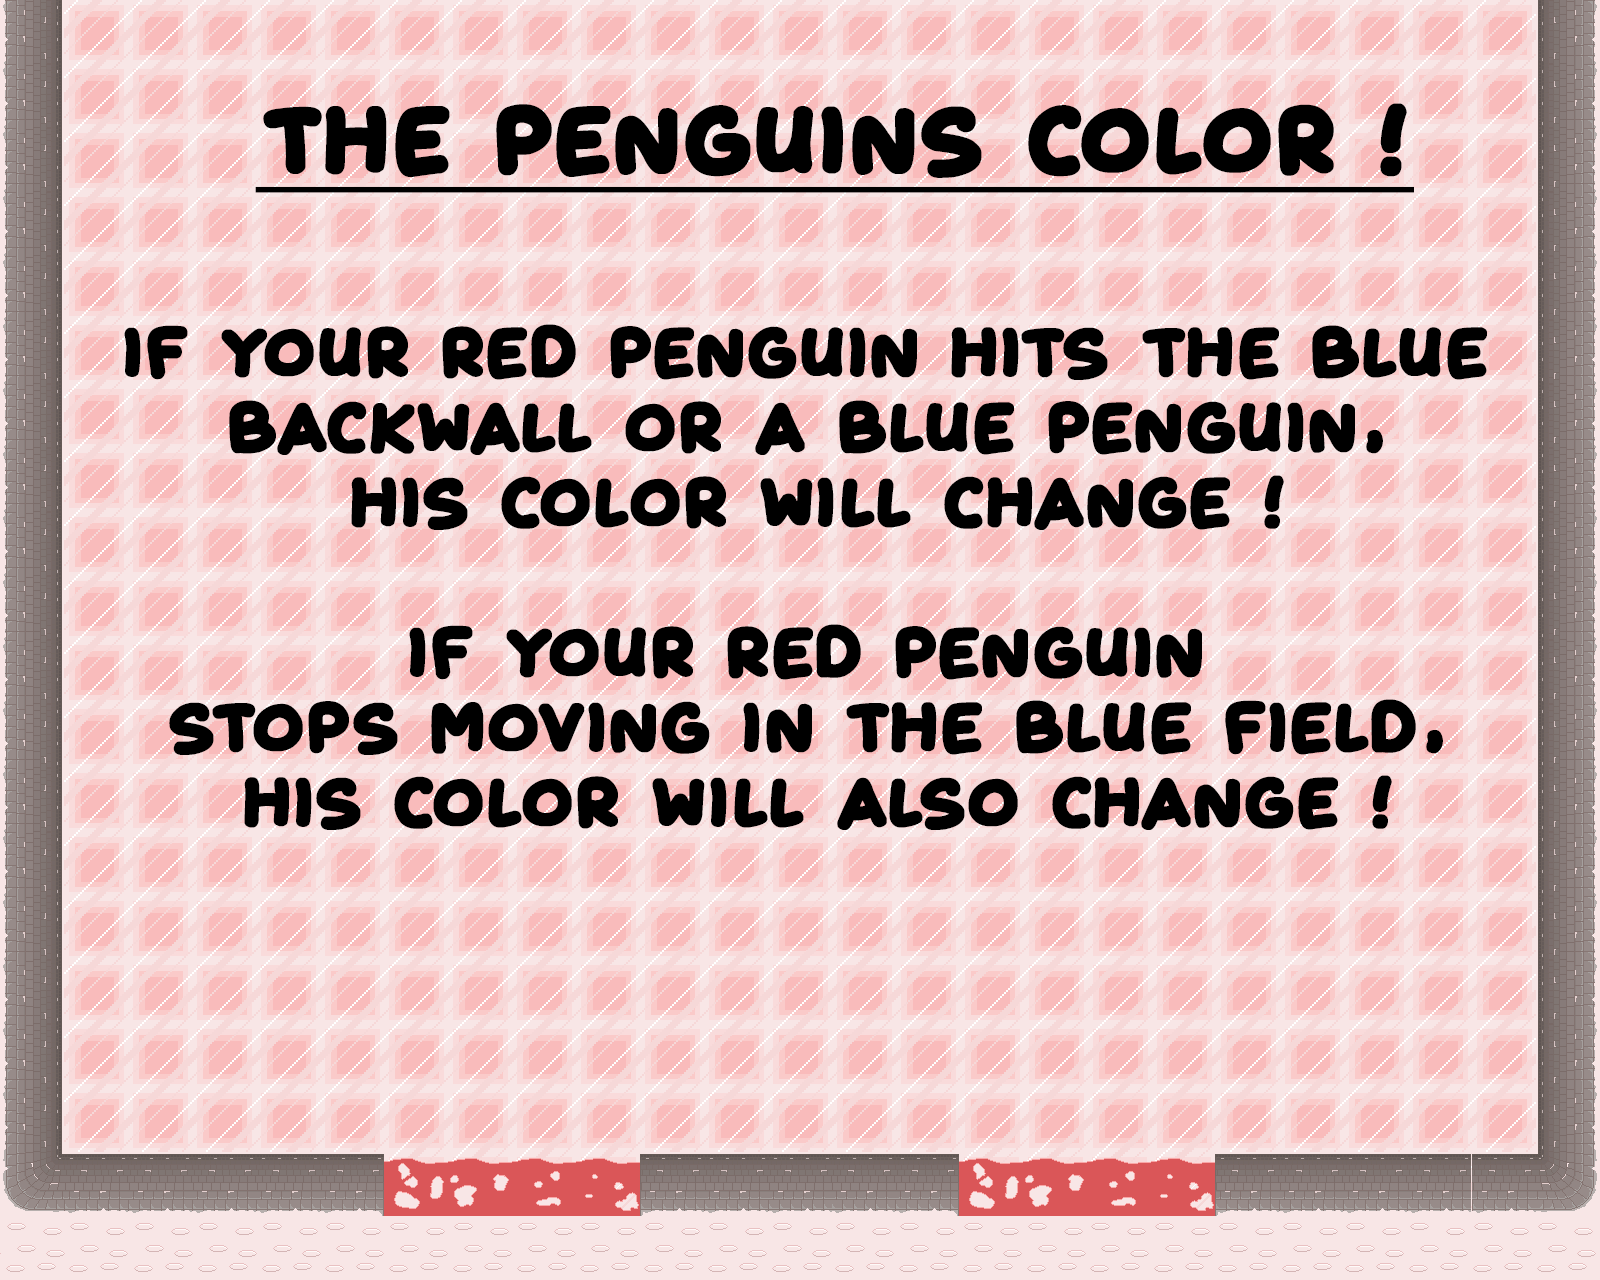 THE PENGUINS COLOR !
IF YOUR RED PENGUIN HITS THE BLUE
BACKWALL OR A BLUE PENGUIN,
HIS COLOR WILL CHANGE !
IF YOUR RED PENGUIN
STOPS MOVING IN THE BLUE FIELD,
HIS COLOR WILL ALSO CHANGE !